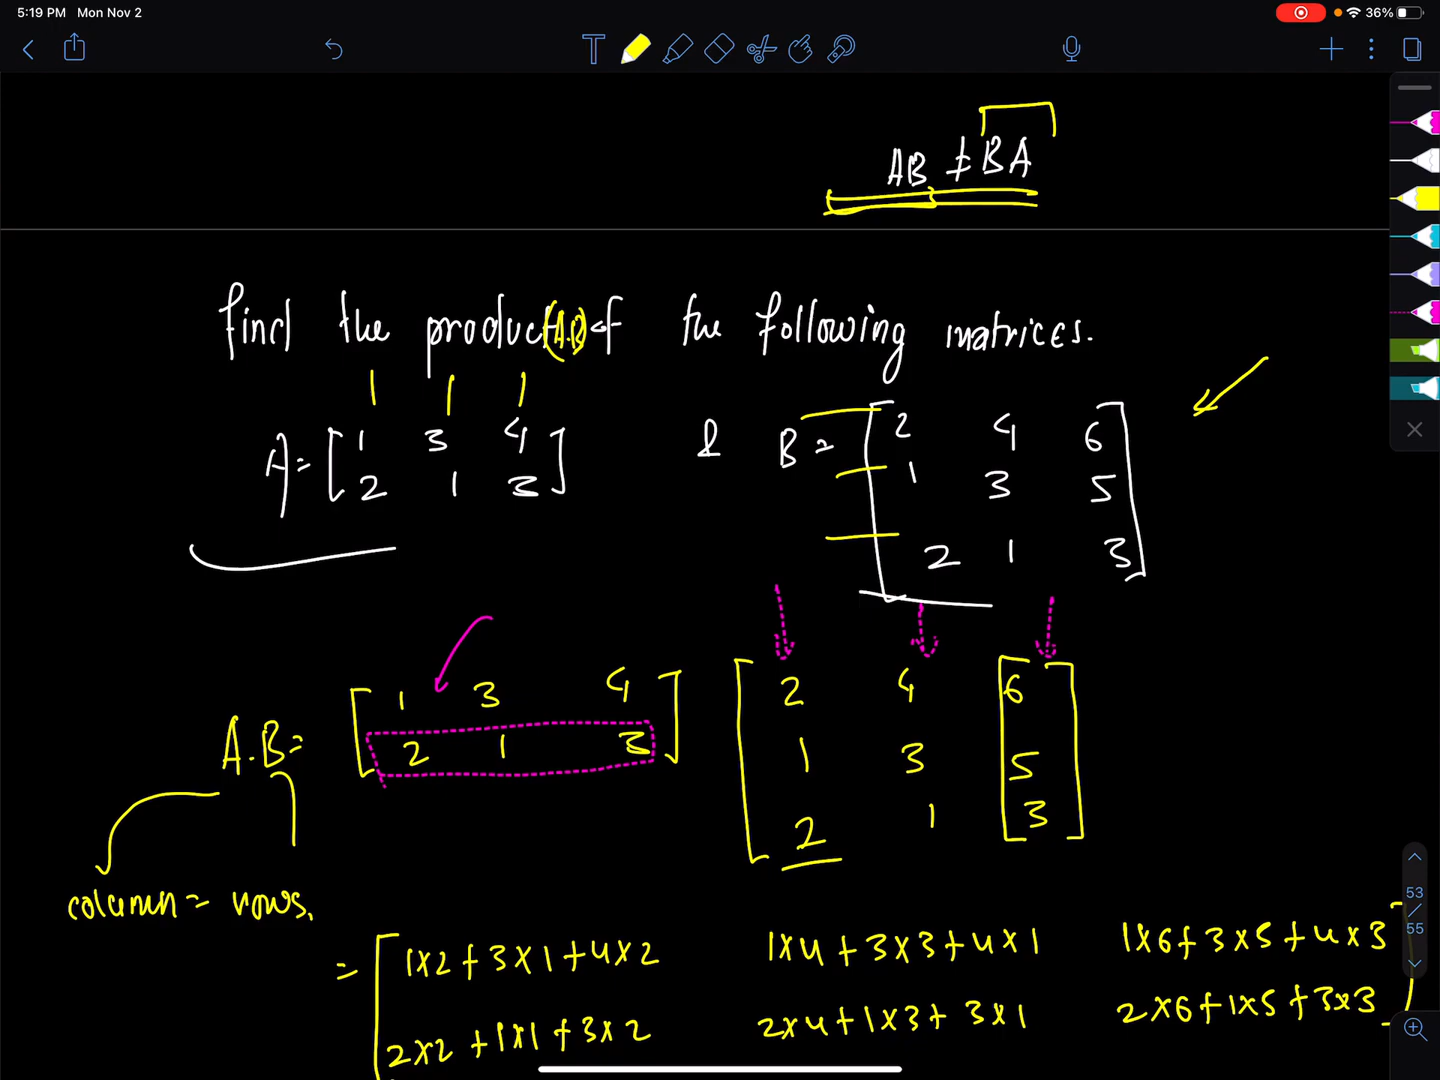 5:19 PM Mon Nov 2
36%
AB ≠ BA
find the product (A.B) of the following matrices.
A = [ 1 3 4
2 1 3 ]
& B = [ 2 4 6
1 3 5
2 1 3 ]
A.B = [ 1 3 4
2 1 3 ] [ 2 4 6
1 3 5
2 1 3 ]
column = rows.
= [ 1×2 + 3×1 + 4×2 1×4 + 3×3 + 4×1 1×6 + 3×5 + 4×3
2×2 + 1×1 + 3×2 2×4 + 1×3 + 3×1 2×6 + 1×5 + 3×3 ]
53
/
55